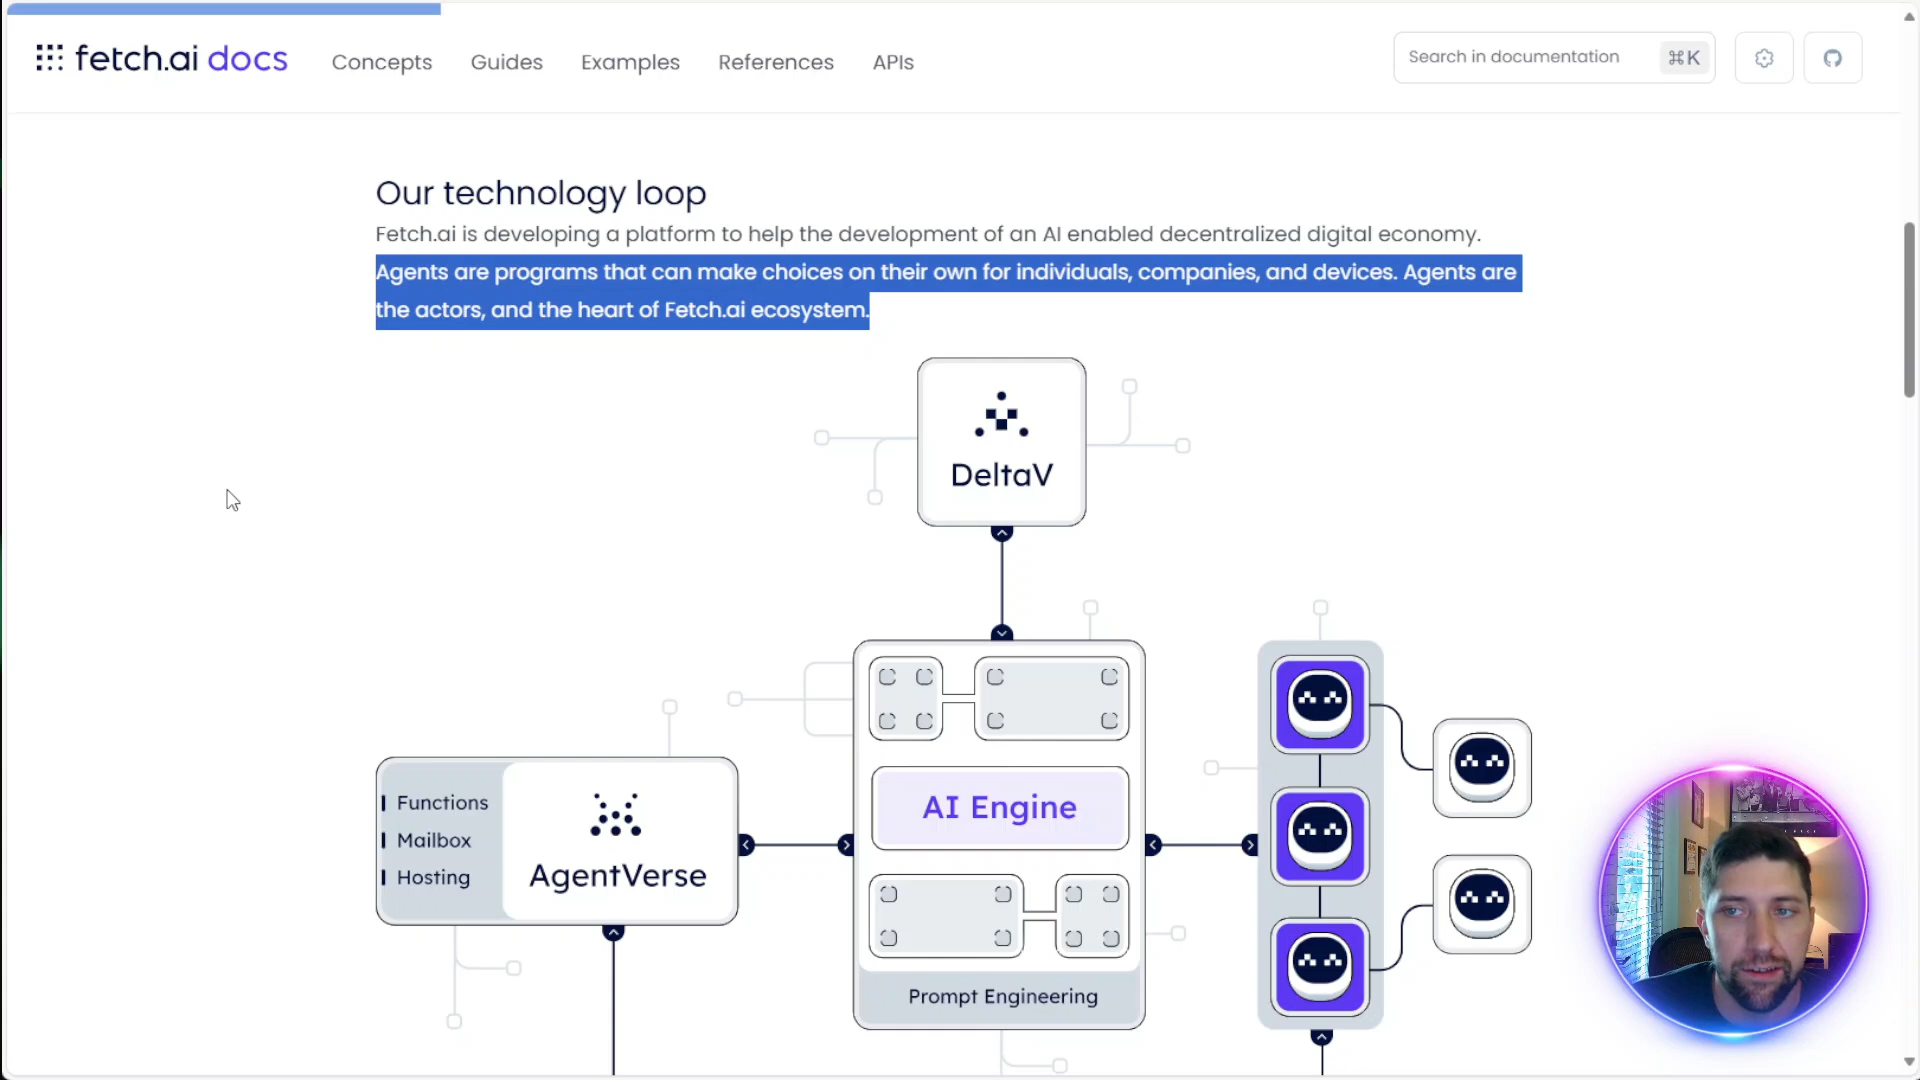 fetch.ai docs
Concepts
Guides
Examples
References
APIs
Search in documentation
⌘K
Our technology loop
Fetch.ai is developing a platform to help the development of an AI enabled decentralized digital economy.
Agents are programs that can make choices on their own for individuals, companies, and devices. Agents are
the actors, and the heart of Fetch.ai ecosystem.
DeltaV
Functions
Mailbox
Hosting
AgentVerse
AI Engine
Prompt Engineering